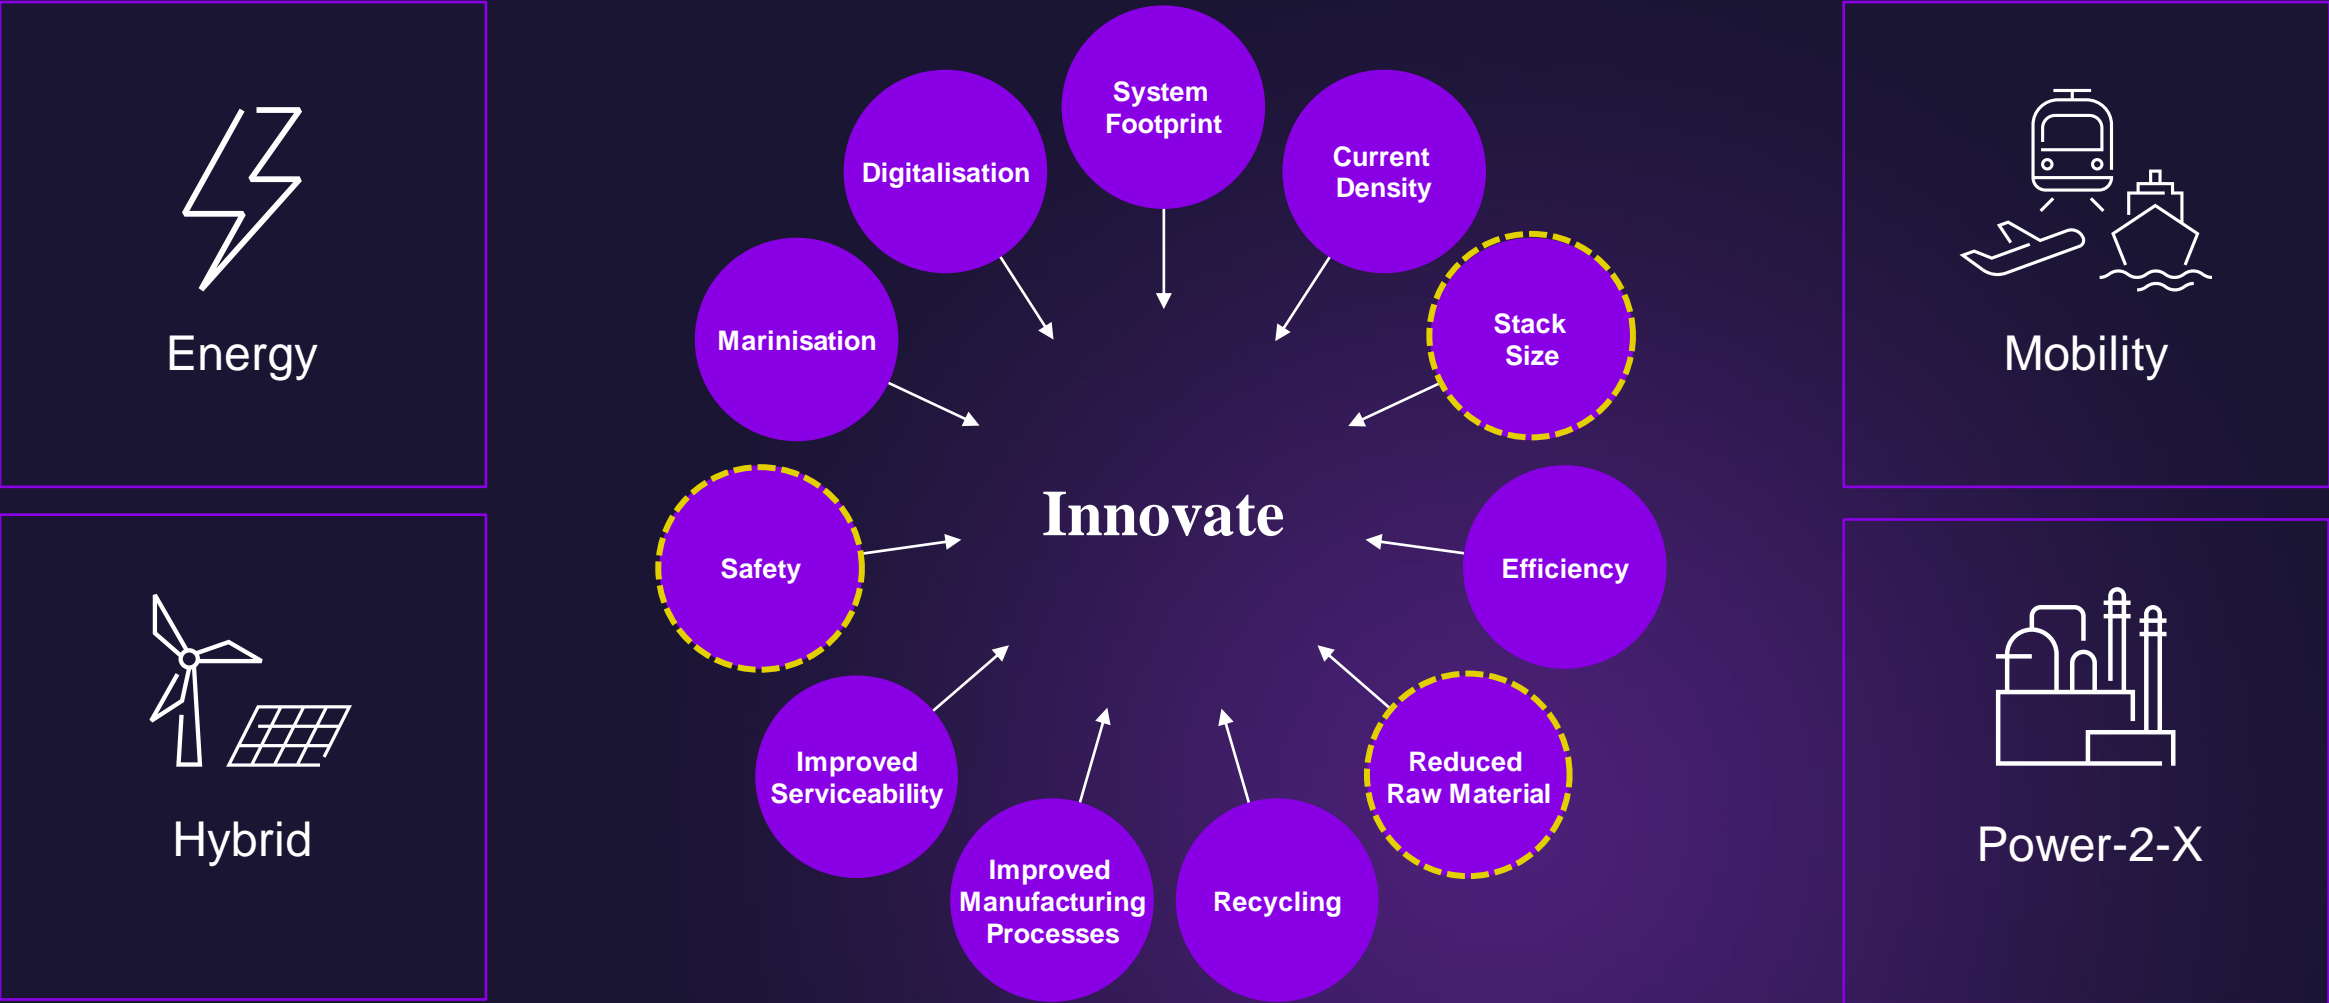 Energy
Hybrid
System
Footprint
Digitalisation
Current
Density
Marinisation
Stack
Size
Innovate
Safety
Efficiency
Improved
Serviceability
Reduced
Raw Material
Improved
Manufacturing
Processes
Recycling
Mobility
Power-2-X